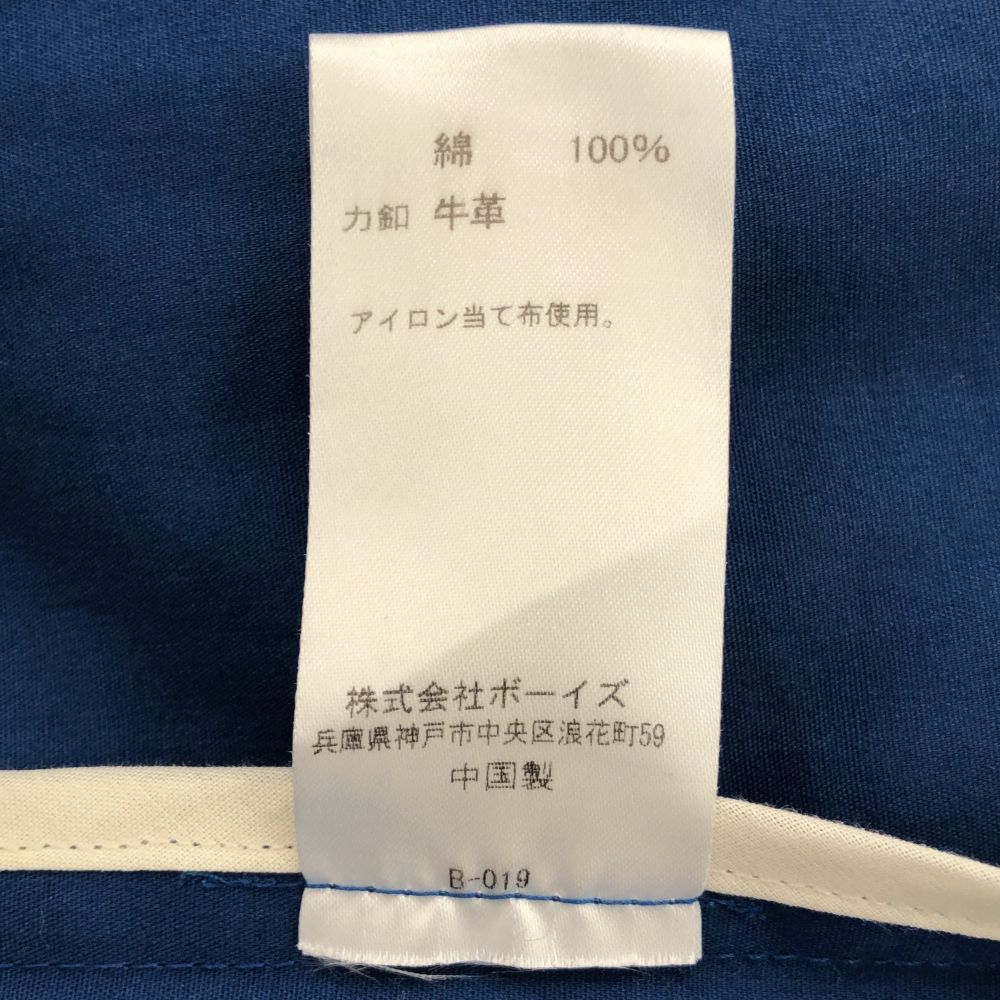 綿 100%
力釦 牛革
アイロン当て布使用。
株式会社ボーイズ
兵庫県神戸市中央区浪花町59
中国製
B-019